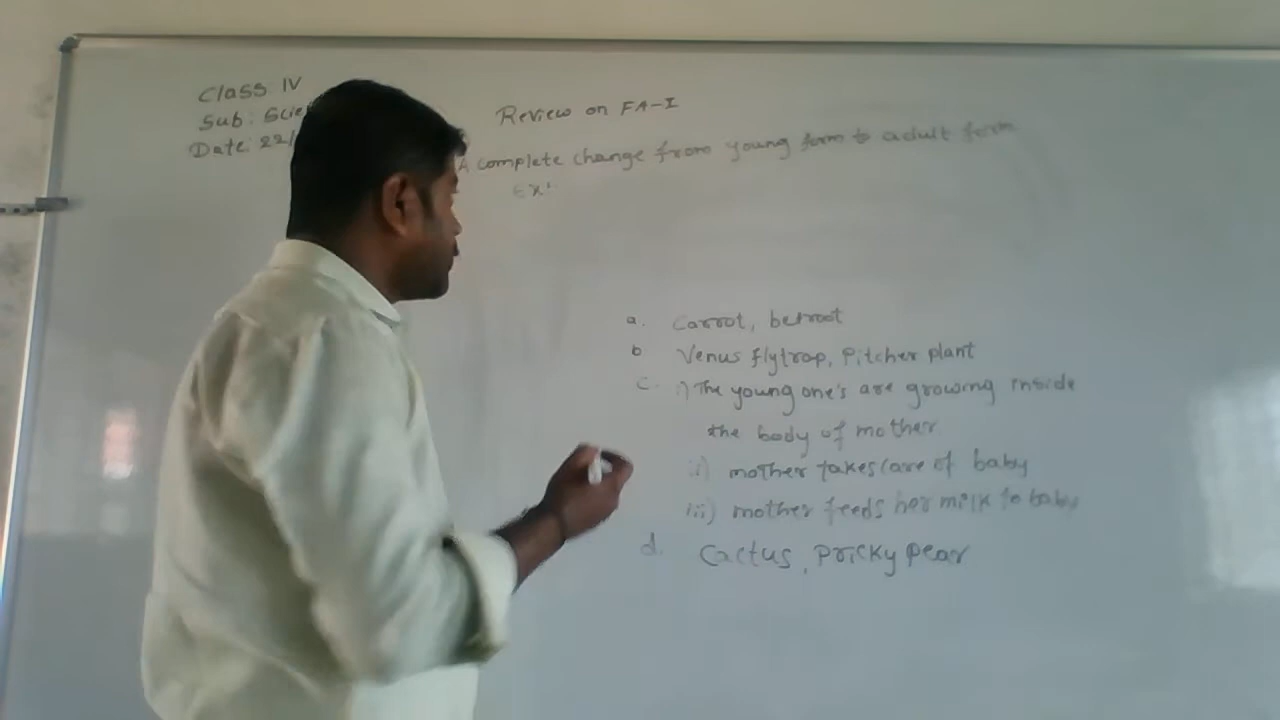 Class IV
Sub: Scie
Date 22/
Review on FA-I
A complete change from young form to adult form
Ex:
a. Carrot, betroot
b Venus flytrap, Pitcher plant
c. i) The young one's are growing inside
the body of mother
ii) mother takes care of baby
iii) mother feeds her milk to baby
d. Cactus, Pricky pear